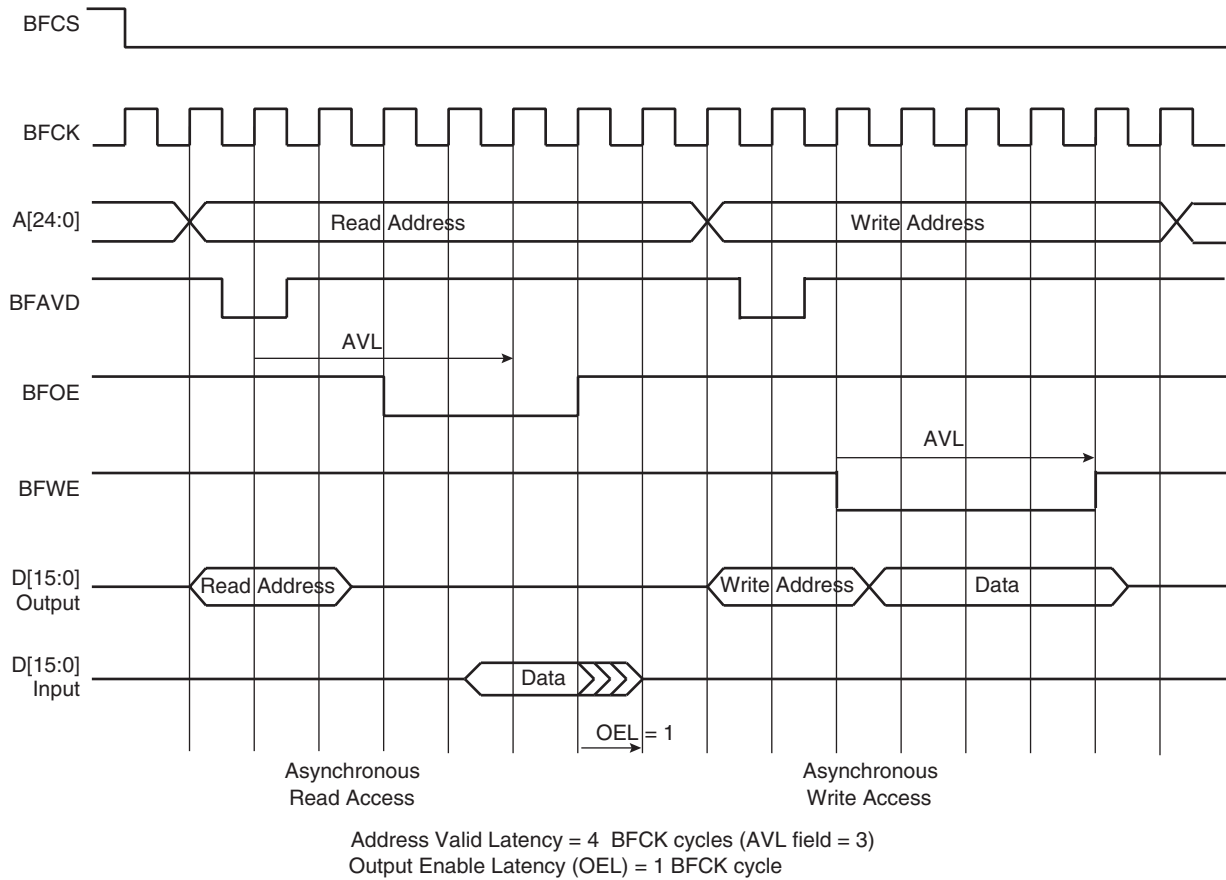 BFCS
BFCK
A[24:0]
Read Address
Write Address
BFAVD
AVL
BFOE
AVL
BFWE
D[15:0]
Output
Read Address
Write Address
Data
D[15:0]
Input
Data
OEL = 1
Asynchronous
Read Access
Asynchronous
Write Access
Address Valid Latency = 4 BFCK cycles (AVL field = 3)
Output Enable Latency (OEL) = 1 BFCK cycle